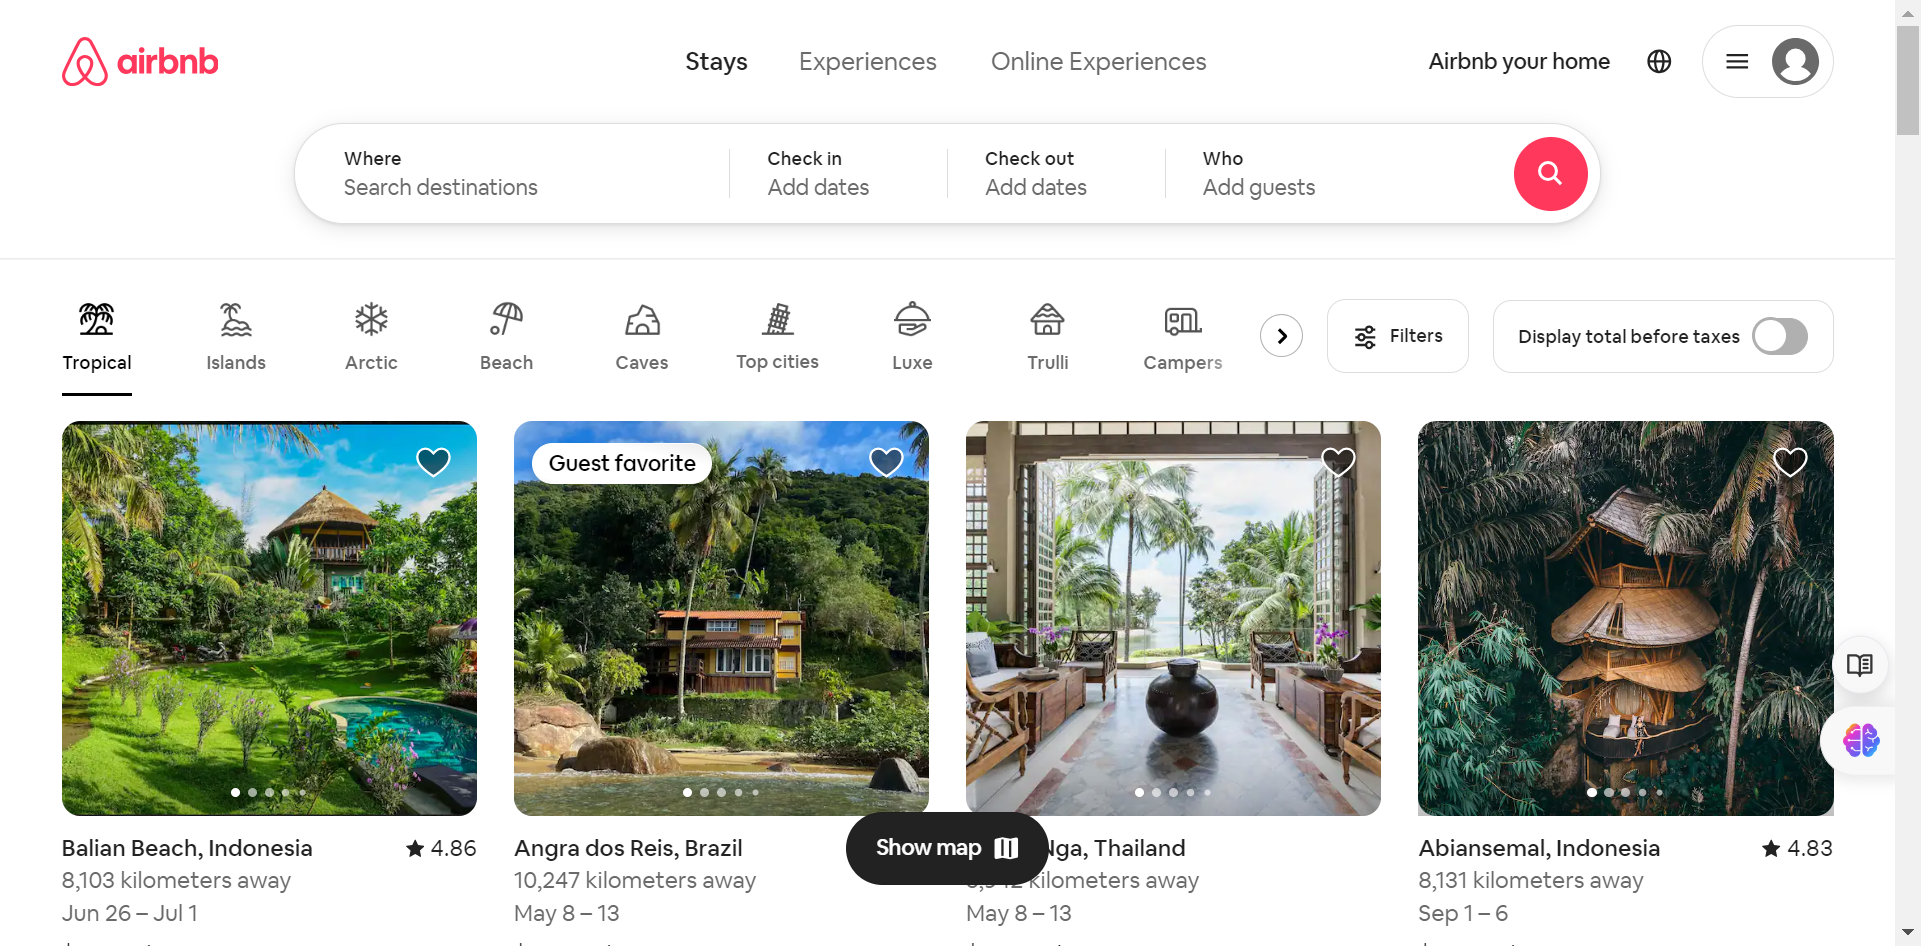 airbnb
Stays
Experiences
Online Experiences
Airbnb your home
Where
Search destinations
Check in
Add dates
Check out
Add dates
Who
Add guests
Tropical
Islands
Arctic
Beach
Caves
Top cities
Luxe
Trulli
Campers
Filters
Display total before taxes
Guest favorite
Balian Beach, Indonesia
4.86
8,103 kilometers away
Jun 26 – Jul 1
Angra dos Reis, Brazil
10,247 kilometers away
May 8 – 13
Show map
Thailand
kilometers away
May 8 – 13
Abiansemal, Indonesia
4.83
8,131 kilometers away
Sep 1 – 6